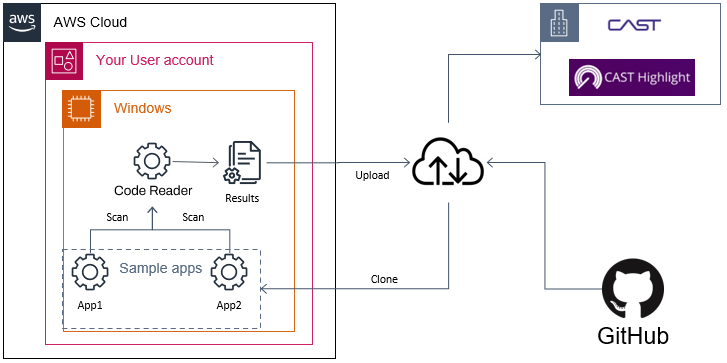 aws
AWS Cloud
Your User account
Windows
Code Reader
Results
Scan
Scan
Sample apps
App1
App2
Upload
Clone
CAST
CAST Highlight
GitHub